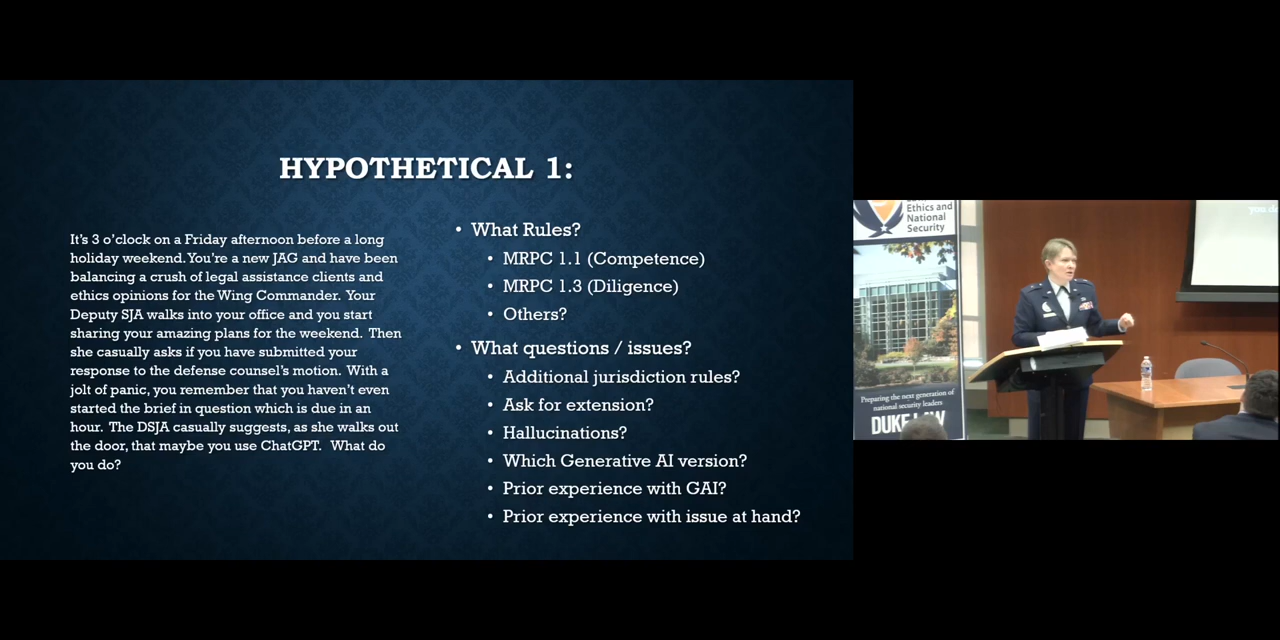 HYPOTHETICAL 1:
It's 3 o'clock on a Friday afternoon before a long
holiday weekend. You're a new JAG and have been
balancing a crush of legal assistance clients and
ethics opinions for the Wing Commander. Your
Deputy SJA walks into your office and you start
sharing your amazing plans for the weekend. Then
she casually asks if you have submitted your
response to the defense counsel's motion. With a
jolt of panic, you remember that you haven't even
started the brief in question which is due in an
hour. The DSJA casually suggests, as she walks out
the door, that maybe you use ChatGPT. What do
you do?
• What Rules?
• MRPC 1.1 (Competence)
• MRPC 1.3 (Diligence)
• Others?
• What questions / issues?
• Additional jurisdiction rules?
• Ask for extension?
• Hallucinations?
• Which Generative AI version?
• Prior experience with GAI?
• Prior experience with issue at hand?
Ethics and
National
Security
Preparing the next generation of
national security leaders
DUKE LAW
you do